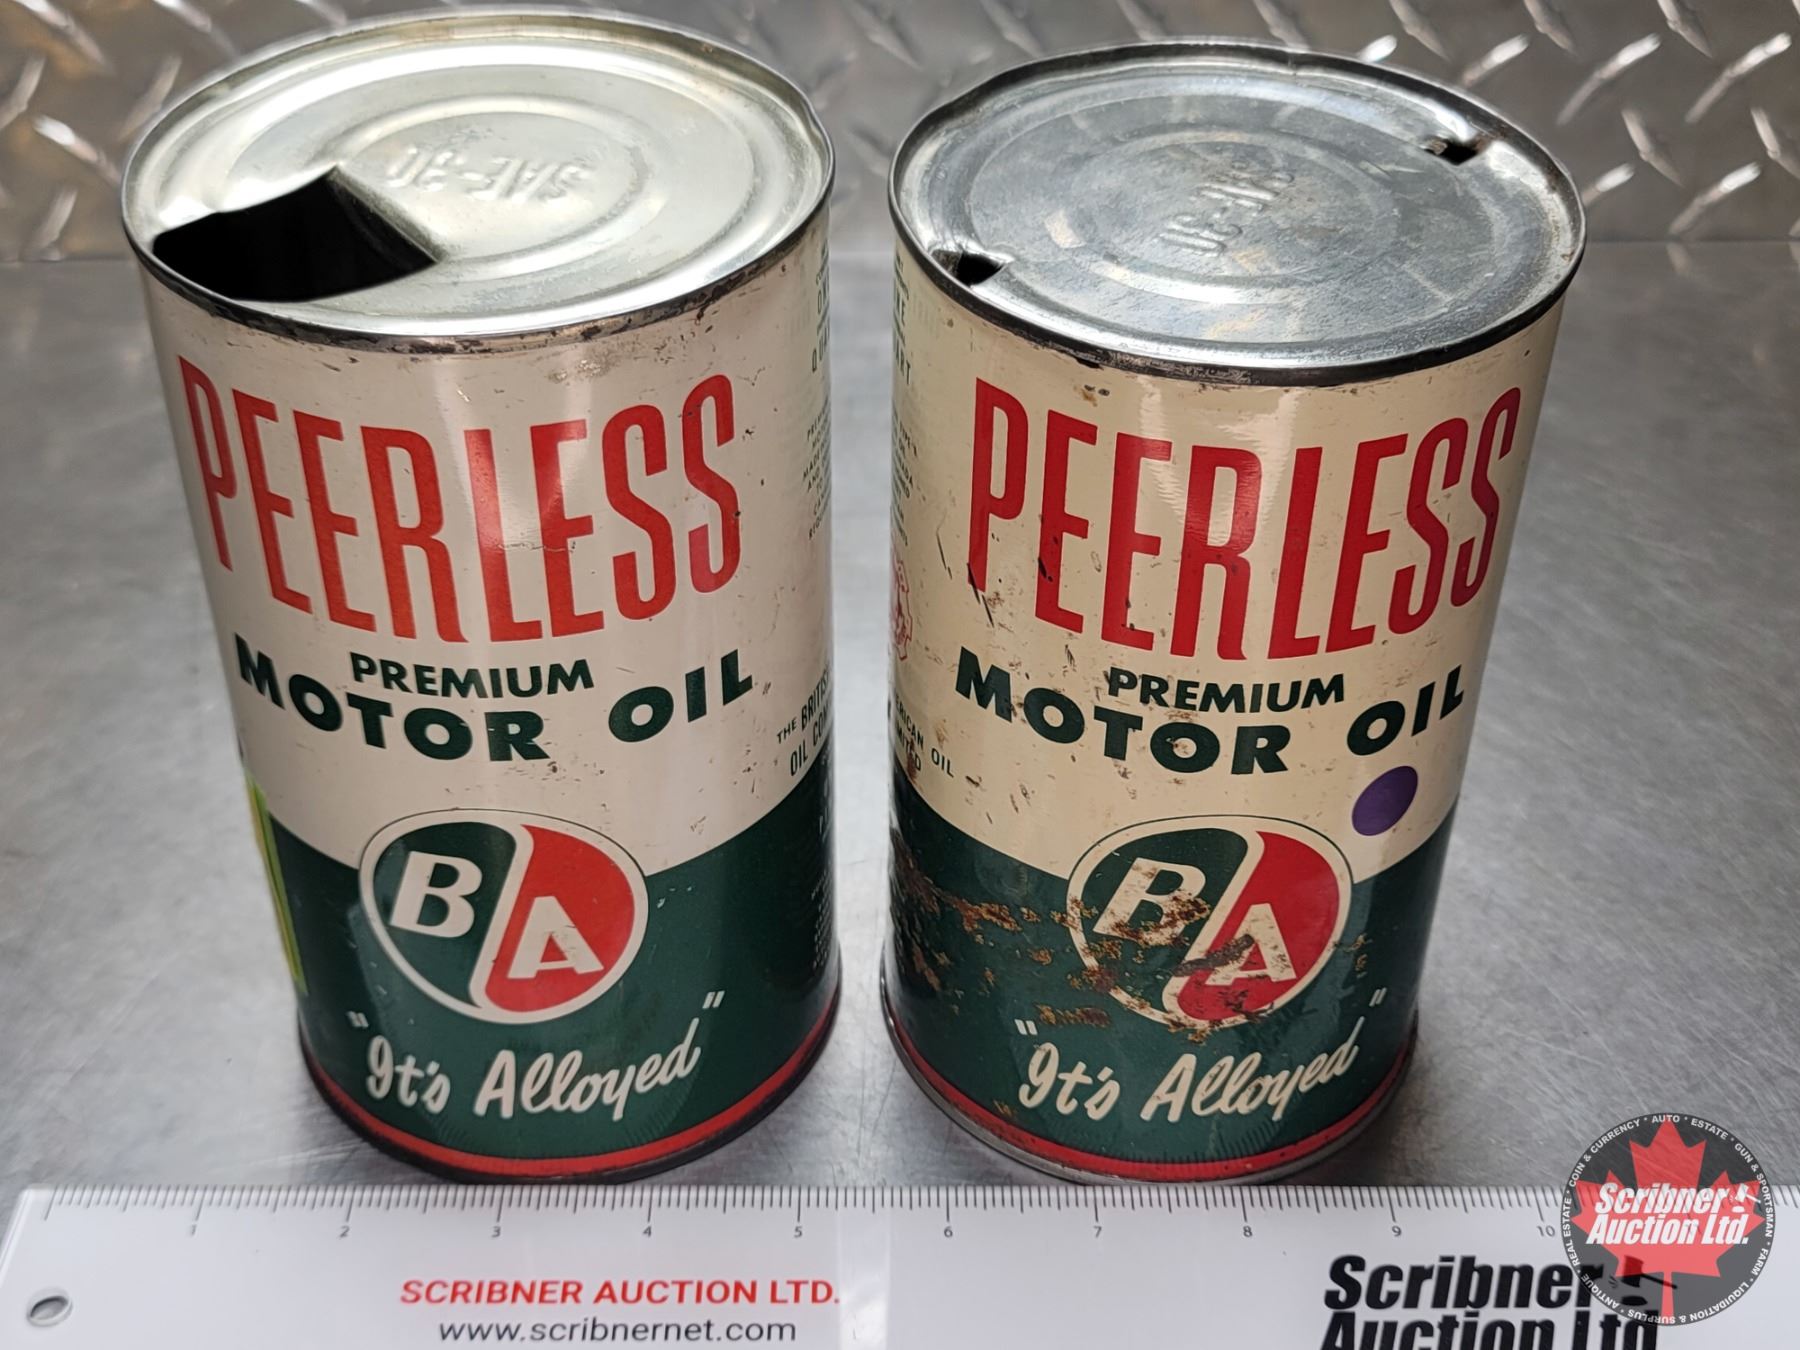 SAE-30
PEERLESS
PREMIUM
MOTOR OIL
ONE
THE BRITISH
OIL
BA
"It's Alloyed"
SAE-30
PEERLESS
PREMIUM
MOTOR OIL
OIL
BA
"It's Alloyed"
1 2 3 4 5 6 7 8 9 10
SCRIBNER AUCTION LTD.
www.scribnernet.com
Scribner
Auction Ltd
Scribner
Auction Ltd.
COIN & CURRENCY • AUTO • ESTATE • GUN & SPORTSMAN • FARM • LIQUIDATION & SURPLUS • ANTIQUE • REAL ESTATE